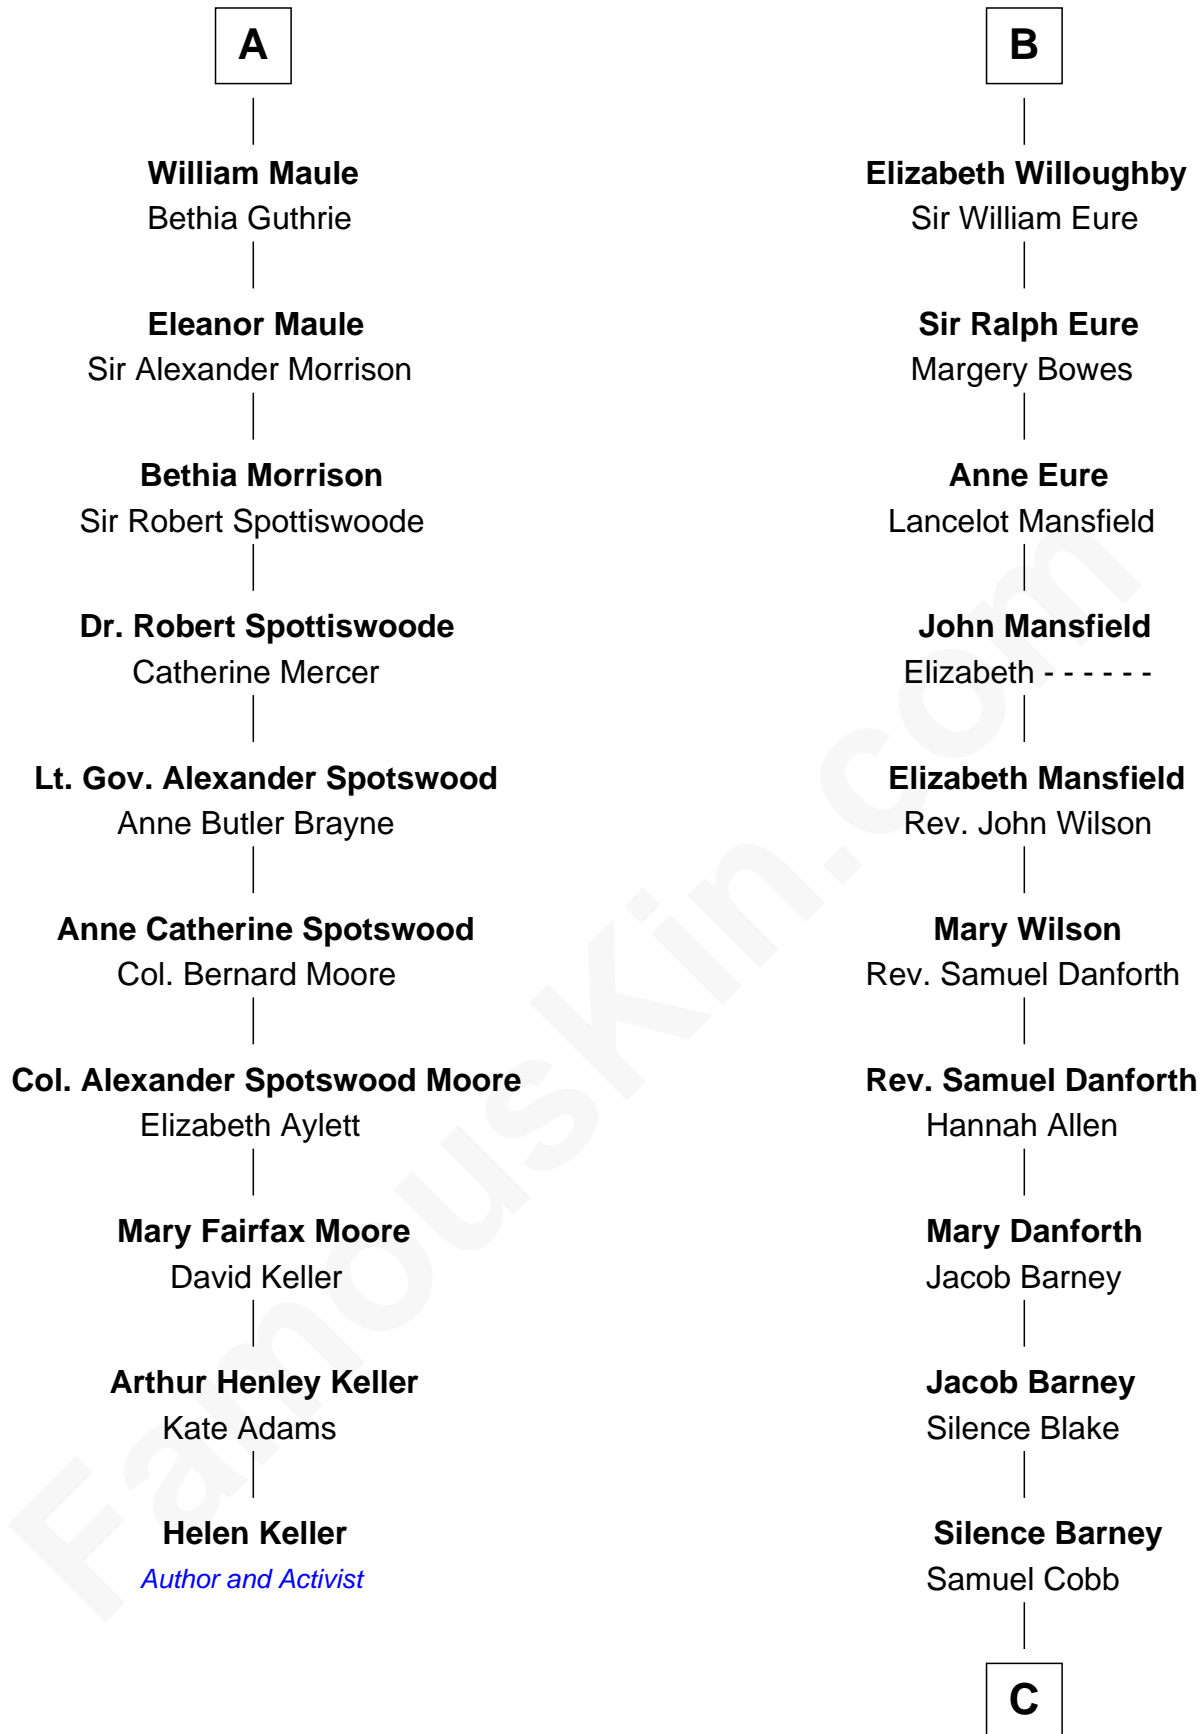 A
William Maule
Bethia Guthrie
Eleanor Maule
Sir Alexander Morrison
Bethia Morrison
Sir Robert Spottiswoode
Dr. Robert Spottiswoode
Catherine Mercer
Lt. Gov. Alexander Spotswood
Anne Butler Brayne
Anne Catherine Spotswood
Col. Bernard Moore
Col. Alexander Spotswood Moore
Elizabeth Aylett
Mary Fairfax Moore
David Keller
Arthur Henley Keller
Kate Adams
Helen Keller
Author and Activist
B
Elizabeth Willoughby
Sir William Eure
Sir Ralph Eure
Margery Bowes
Anne Eure
Lancelot Mansfield
John Mansfield
Elizabeth - - - - - -
Elizabeth Mansfield
Rev. John Wilson
Mary Wilson
Rev. Samuel Danforth
Rev. Samuel Danforth
Hannah Allen
Mary Danforth
Jacob Barney
Jacob Barney
Silence Blake
Silence Barney
Samuel Cobb
C
FamousKin.com